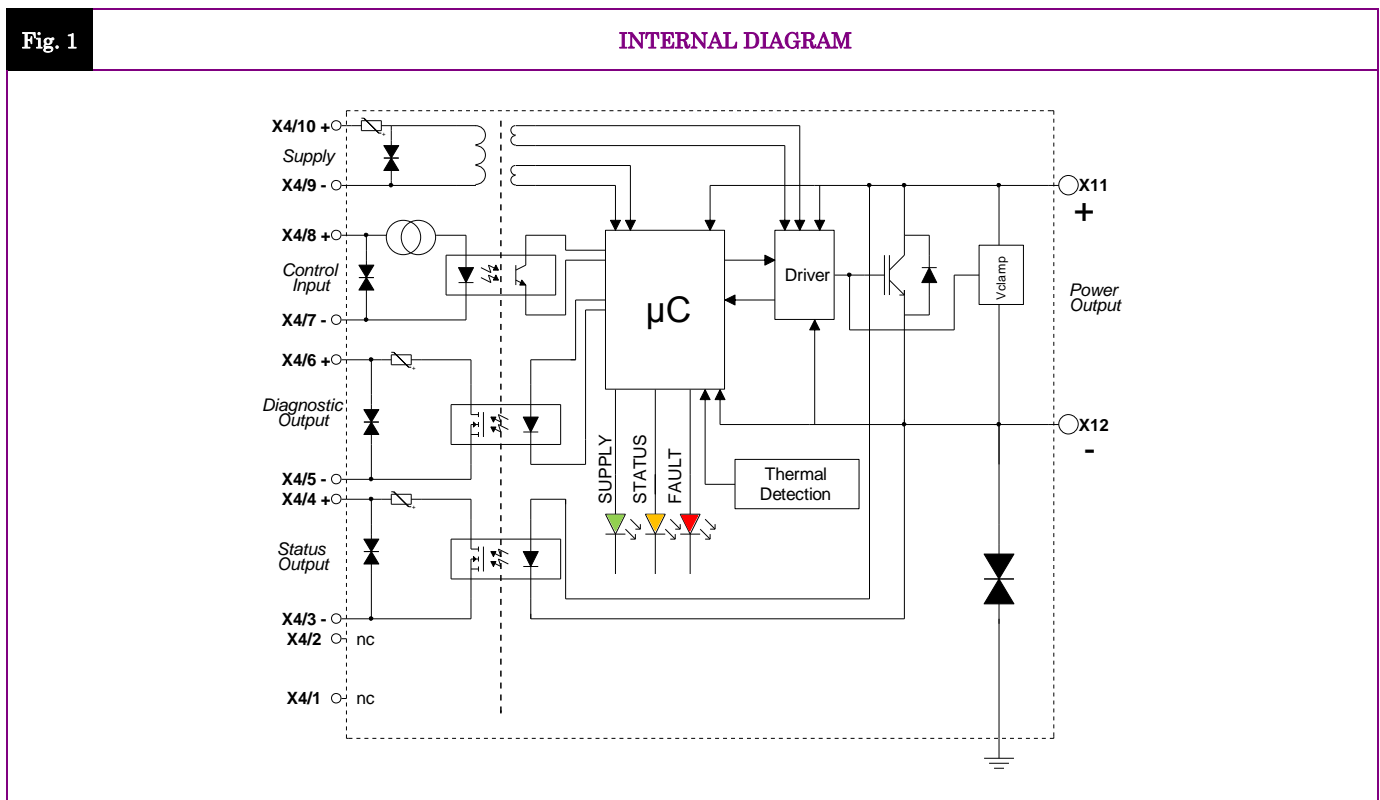 Fig. 1
INTERNAL DIAGRAM
X4/10 +
Supply
X4/9 -
X4/8 +
Control
Input
X4/7 -
X4/6 +
Diagnostic
Output
X4/5 -
X4/4 +
Status
Output
X4/3 -
X4/2
nc
X4/1
nc
µC
Driver
Vclamp
X11
+
Power
Output
X12
-
SUPPLY
STATUS
FAULT
Thermal
Detection